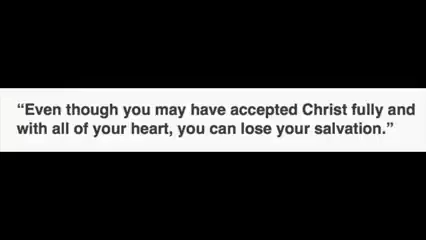 “Even though you may have accepted Christ fully and
with all of your heart, you can lose your salvation.”